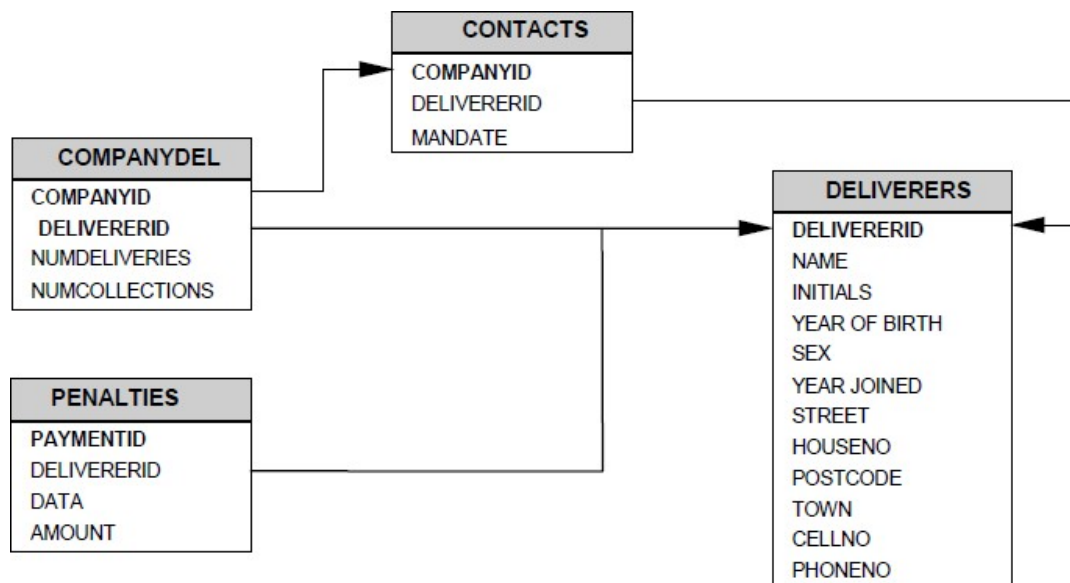 CONTACTS
COMPANYID
DELIVERERID
MANDATE
COMPANYDEL
COMPANYID
DELIVERERID
NUMDELIVERIES
NUMCOLLECTIONS
DELIVERERS
DELIVERERID
NAME
INITIALS
YEAR OF BIRTH
SEX
YEAR JOINED
STREET
HOUSENO
POSTCODE
TOWN
CELLNO
PHONENO
PENALTIES
PAYMENTID
DELIVERERID
DATA
AMOUNT